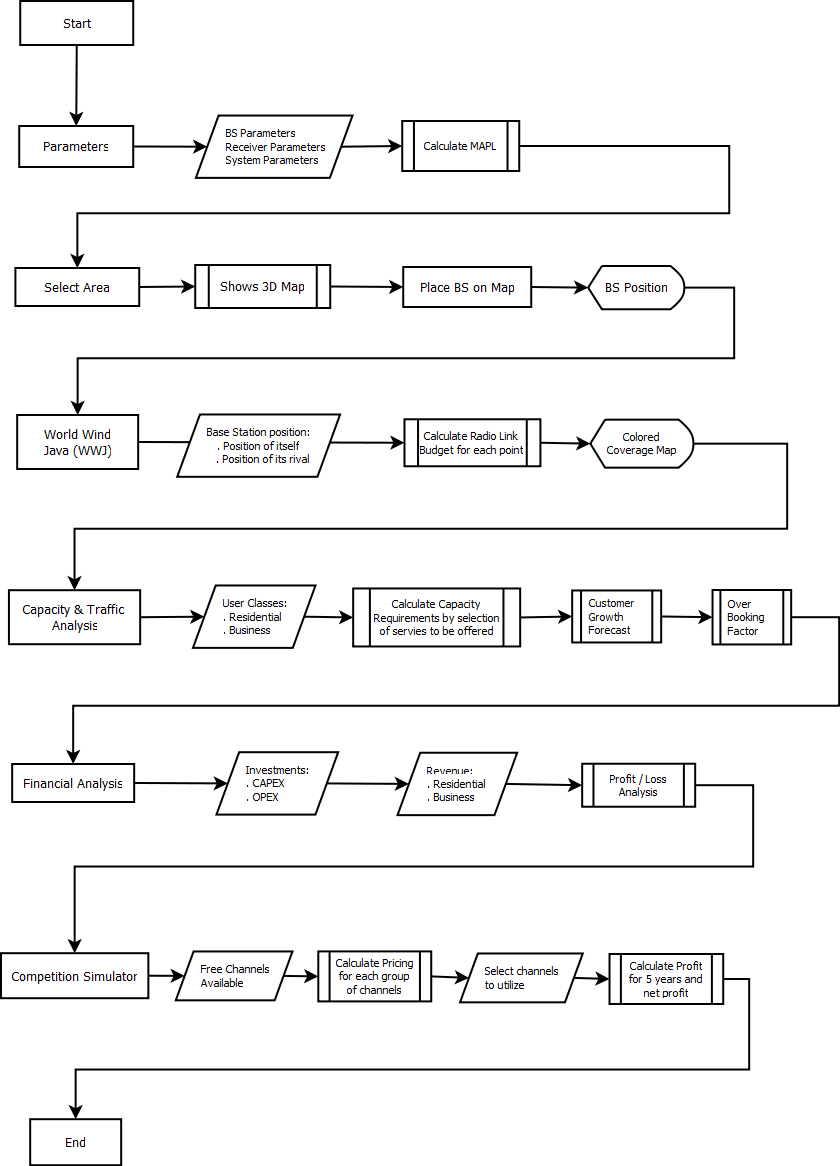 Start
Parameters
BS Parameters
Receiver Parameters
System Parameters
Calculate MAPL
Select Area
Shows 3D Map
Place BS on Map
BS Position
World Wind
Java (WWJ)
Base Station position:
. Position of itself
. Position of its rival
Calculate Radio Link
Budget for each point
Colored
Coverage Map
Capacity & Traffic
Analysis
User Classes:
. Residential
. Business
Calculate Capacity
Requirements by selection
of servies to be offered
Customer
Growth
Forecast
Over
Booking
Factor
Financial Analysis
Investments:
. CAPEX
. OPEX
Revenue:
. Residential
. Business
Profit / Loss
Analysis
Competition Simulator
Free Channels
Available
Calculate Pricing
for each group
of channels
Select channels
to utilize
Calculate Profit
for 5 years and
net profit
End